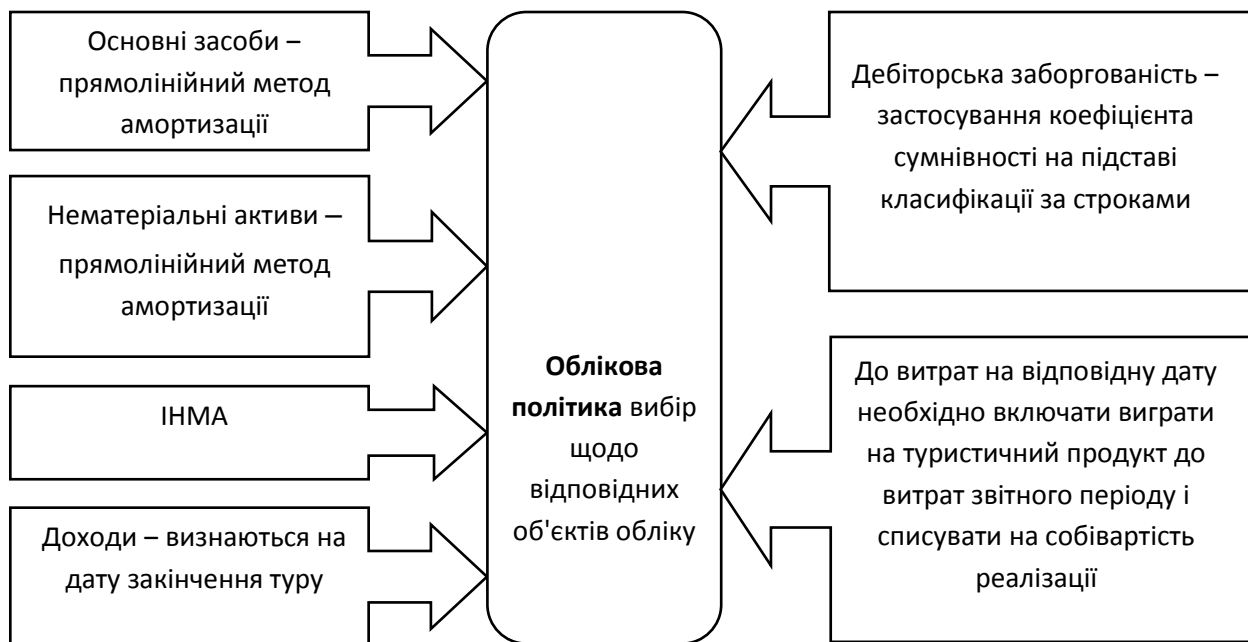 Основні засоби –
прямолінійний метод
амортизації
Нематеріальні активи –
прямолінійний метод
амортизації
ІНМА
Доходи – визнаються на
дату закінчення туру
Облікова
політика вибір
щодо
відповідних
об'єктів обліку
Дебіторська заборгованість –
застосування коефіцієнта
сумнівності на підставі
класифікації за строками
До витрат на відповідну дату
необхідно включати виграти
на туристичний продукт до
витрат звітного періоду і
списувати на собівартість
реалізації